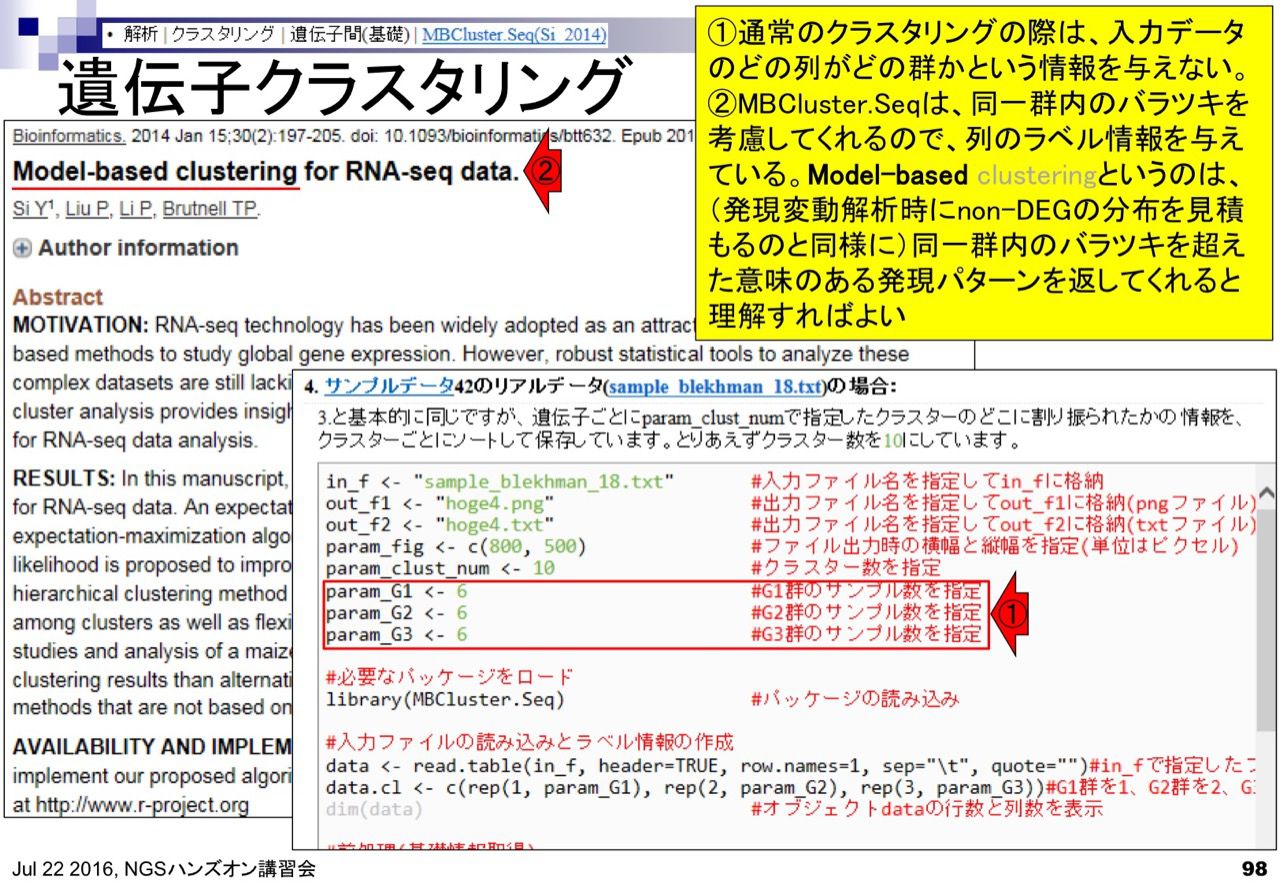 • 解析 | クラスタリング | 遺伝子間(基礎) | MBCluster.Seq(Si_2014)
遺伝子クラスタリング
①通常のクラスタリングの際は、入力データ
のどの列がどの群かという情報を与えない。
②MBCluster.Seqは、同一群内のバラツキを
考慮してくれるので、列のラベル情報を与え
ている。Model-based clusteringというのは、
（発現変動解析時にnon-DEGの分布を見積
もるのと同様に）同一群内のバラツキを超え
た意味のある発現パターンを返してくれると
理解すればよい
Bioinformatics. 2014 Jan 15;30(2):197-205. doi: 10.1093/bioinformatics/btt632. Epub 201
Model-based clustering for RNA-seq data.
②
Si Y1, Liu P, Li P, Brutnell TP.
Author information
Abstract
MOTIVATION: RNA-seq technology has been widely adopted as an attract
based methods to study global gene expression. However, robust statistical tools to analyze these
complex datasets are still lacki
cluster analysis provides insigh
for RNA-seq data analysis.
RESULTS: In this manuscript,
for RNA-seq data. An expectat
expectation-maximization algo
likelihood is proposed to impro
hierarchical clustering method
among clusters as well as flexi
studies and analysis of a maize
clustering results than alternati
methods that are not based on
AVAILABILITY AND IMPLEM
implement our proposed algori
at http://www.r-project.org
4. サンプルデータ42のリアルデータ(sample_blekhman_18.txt)の場合:
3.と基本的に同じですが、遺伝子ごとにparam_clust_numで指定したクラスターのどこに割り振られたかの情報を、
クラスターごとにソートして保存しています。とりあえずクラスター数を10にしています。
in_f <- "sample_blekhman_18.txt" #入力ファイル名を指定してin_fに格納
out_f1 <- "hoge4.png" #出力ファイル名を指定してout_f1に格納(pngファイル)
out_f2 <- "hoge4.txt" #出力ファイル名を指定してout_f2に格納(txtファイル)
param_fig <- c(800, 500) #ファイル出力時の横幅と縦幅を指定(単位はピクセル)
param_clust_num <- 10 #クラスター数を指定
param_G1 <- 6 #G1群のサンプル数を指定
param_G2 <- 6 #G2群のサンプル数を指定
param_G3 <- 6 #G3群のサンプル数を指定
①
#必要なパッケージをロード
library(MBCluster.Seq) #パッケージの読み込み
#入力ファイルの読み込みとラベル情報の作成
data <- read.table(in_f, header=TRUE, row.names=1, sep="\t", quote="")#in_fで指定した
data.cl <- c(rep(1, param_G1), rep(2, param_G2), rep(3, param_G3))#G1群を1、G2群を2、G
dim(data) #オブジェクトdataの行数と列数を表示
#前処理(基礎情報取得)
Jul 22 2016, NGSハンズオン講習会
98